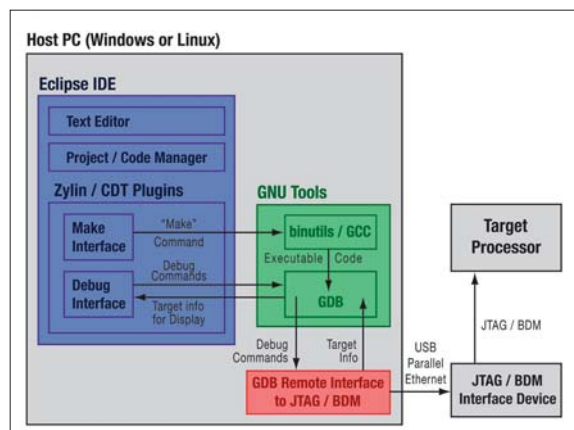 Host PC (Windows or Linux)
Eclipse IDE
Text Editor
Project / Code Manager
Zylin / CDT Plugins
Make
Interface
"Make"
Command
Debug
Interface
Debug
Commands
Target info
for Display
GNU Tools
binutils / GCC
Executable Code
GDB
Debug
Commands
Target
Info
GDB Remote Interface
to JTAG / BDM
USB
Parallel
Ethernet
Target
Processor
JTAG / BDM
JTAG / BDM
Interface Device